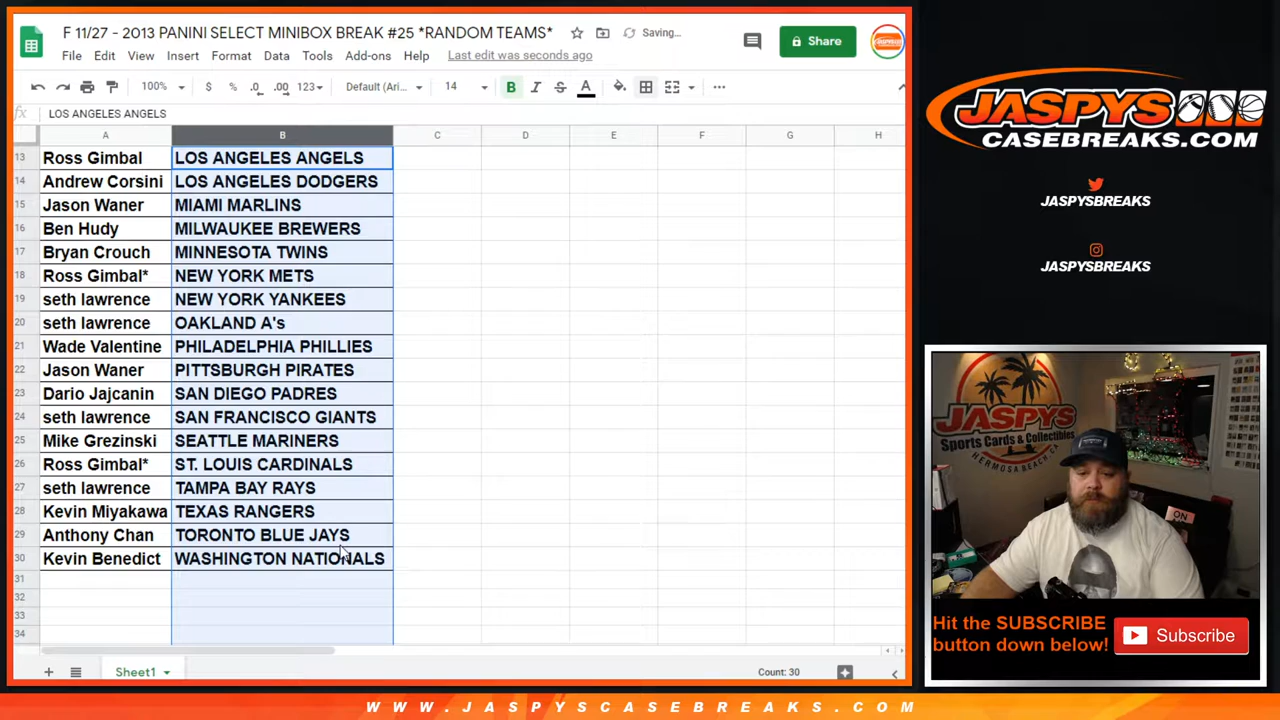 F 11/27 - 2013 PANINI SELECT MINIBOX BREAK #25 *RANDOM TEAMS*
Saving...
Share
File Edit View Insert Format Data Tools Add-ons Help Last edit was seconds ago
100% $ % .0 .00 123 Default (Ari... 14 B I S A
fx LOS ANGELES ANGELS
A B C D E F G H
13 Ross Gimbal LOS ANGELES ANGELS
14 Andrew Corsini LOS ANGELES DODGERS
15 Jason Waner MIAMI MARLINS
16 Ben Hudy MILWAUKEE BREWERS
17 Bryan Crouch MINNESOTA TWINS
18 Ross Gimbal* NEW YORK METS
19 seth lawrence NEW YORK YANKEES
20 seth lawrence OAKLAND A's
21 Wade Valentine PHILADELPHIA PHILLIES
22 Jason Waner PITTSBURGH PIRATES
23 Dario Jajcanin SAN DIEGO PADRES
24 seth lawrence SAN FRANCISCO GIANTS
25 Mike Grezinski SEATTLE MARINERS
26 Ross Gimbal* ST. LOUIS CARDINALS
27 seth lawrence TAMPA BAY RAYS
28 Kevin Miyakawa TEXAS RANGERS
29 Anthony Chan TORONTO BLUE JAYS
30 Kevin Benedict WASHINGTON NATIONALS
31
32
33
34
Sheet1
Count: 30
JASPYS
CASEBREAKS.COM
JASPYSBREAKS
JASPYSBREAKS
JASPYS
Sports Cards & Collectibles
HERMOSA BEACH, CA
ON
Hit the SUBSCRIBE
button down below!
Subscribe
WWW.JASPYSCASEBREAKS.COM